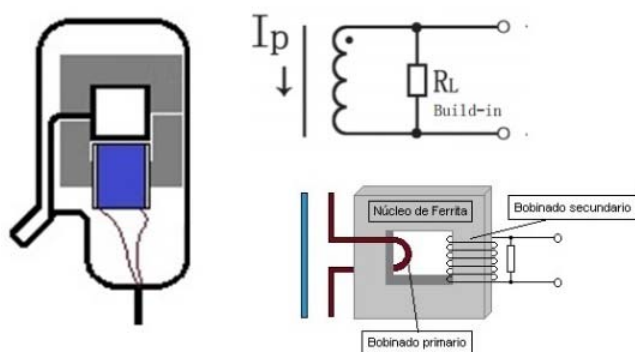 Ip
RL
Build-in
Núcleo de Ferrita
Bobinado secundario
Bobinado primario